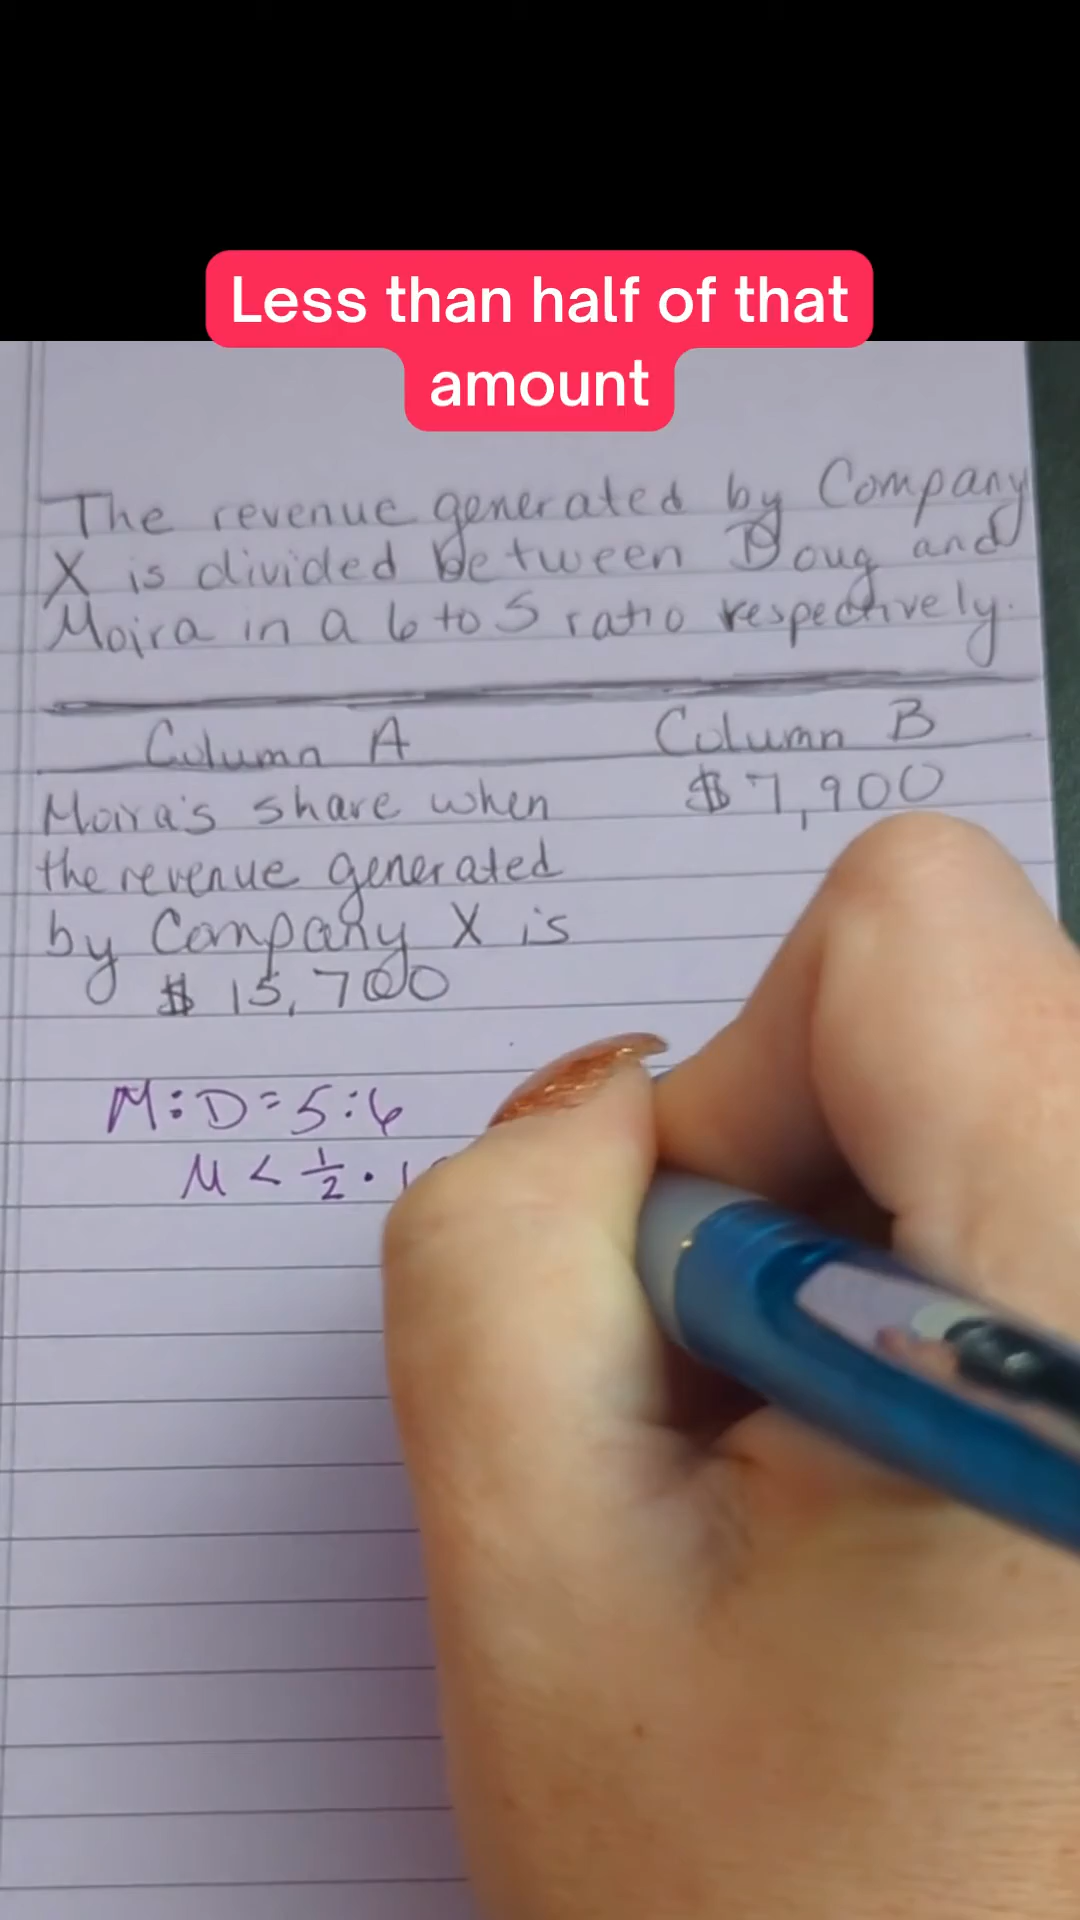 Less than half of that
amount
The revenue generated by Company
X is divided between Doug and
Moira in a 6 to 5 ratio respectively.
Column A Column B
Moira's share when $7,900
the revenue generated
by Company X is
$15,700
M:D=5:6
M < 1/2 · 1